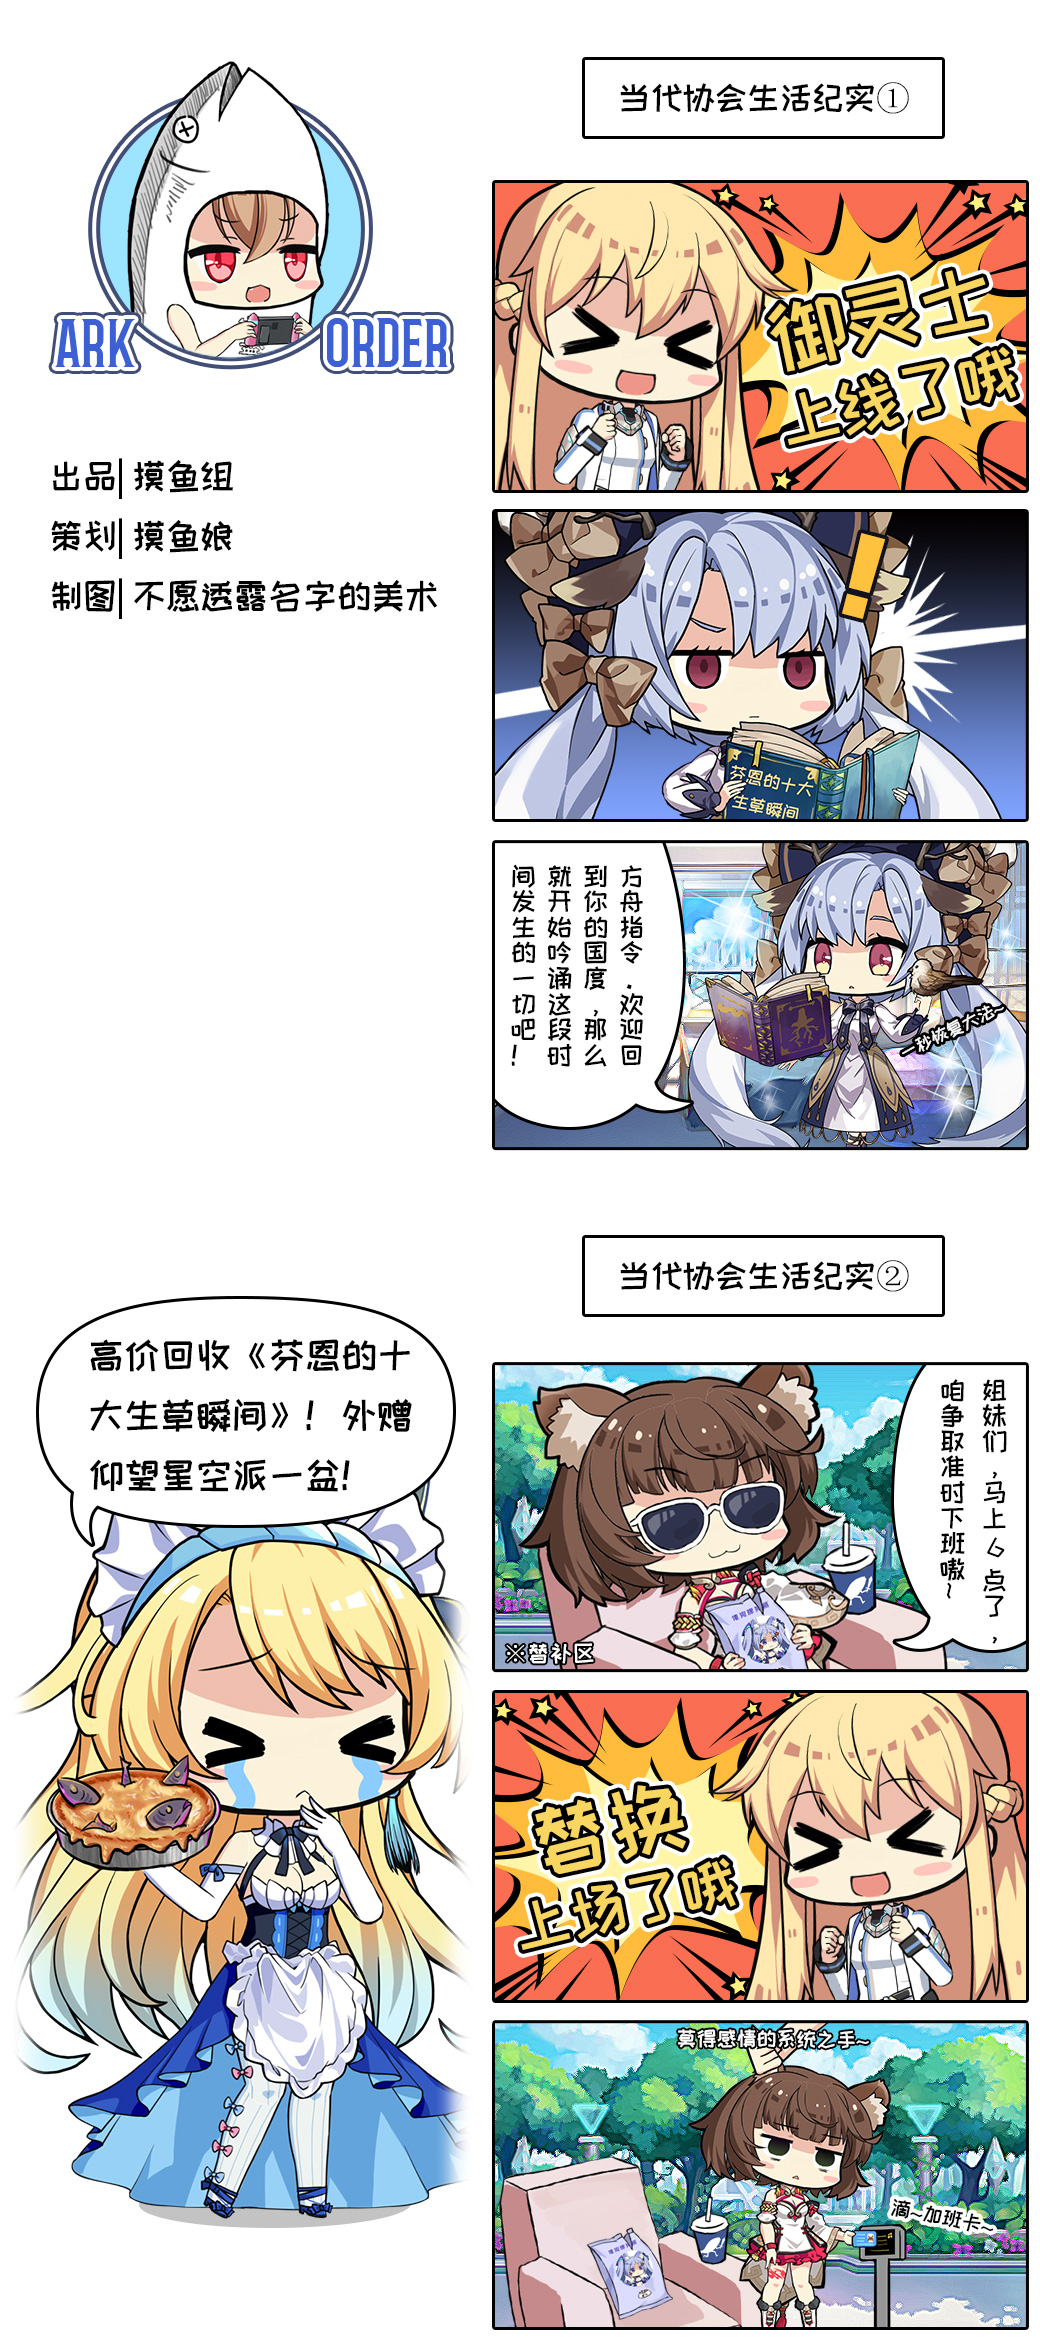 ARK ORDER
出品 摸鱼组
策划 摸鱼娘
制图 不愿透露名字的美术
当代协会生活纪实①
御灵士
上线了哦
!
芬恩的十大
生草瞬间
方舟指令.欢迎回
到你的国度,那么
就开始吟诵这段时
间发生的一切吧!
一秒恢复大法~
高价回收《芬恩的十
大生草瞬间》! 外赠
仰望星空派一盆!
当代协会生活纪实②
姐妹们,马上6点了,
咱争取准时下班嗷~
※替补区
替换
上场了哦
莫得感情的系统之手~
滴~加班卡~